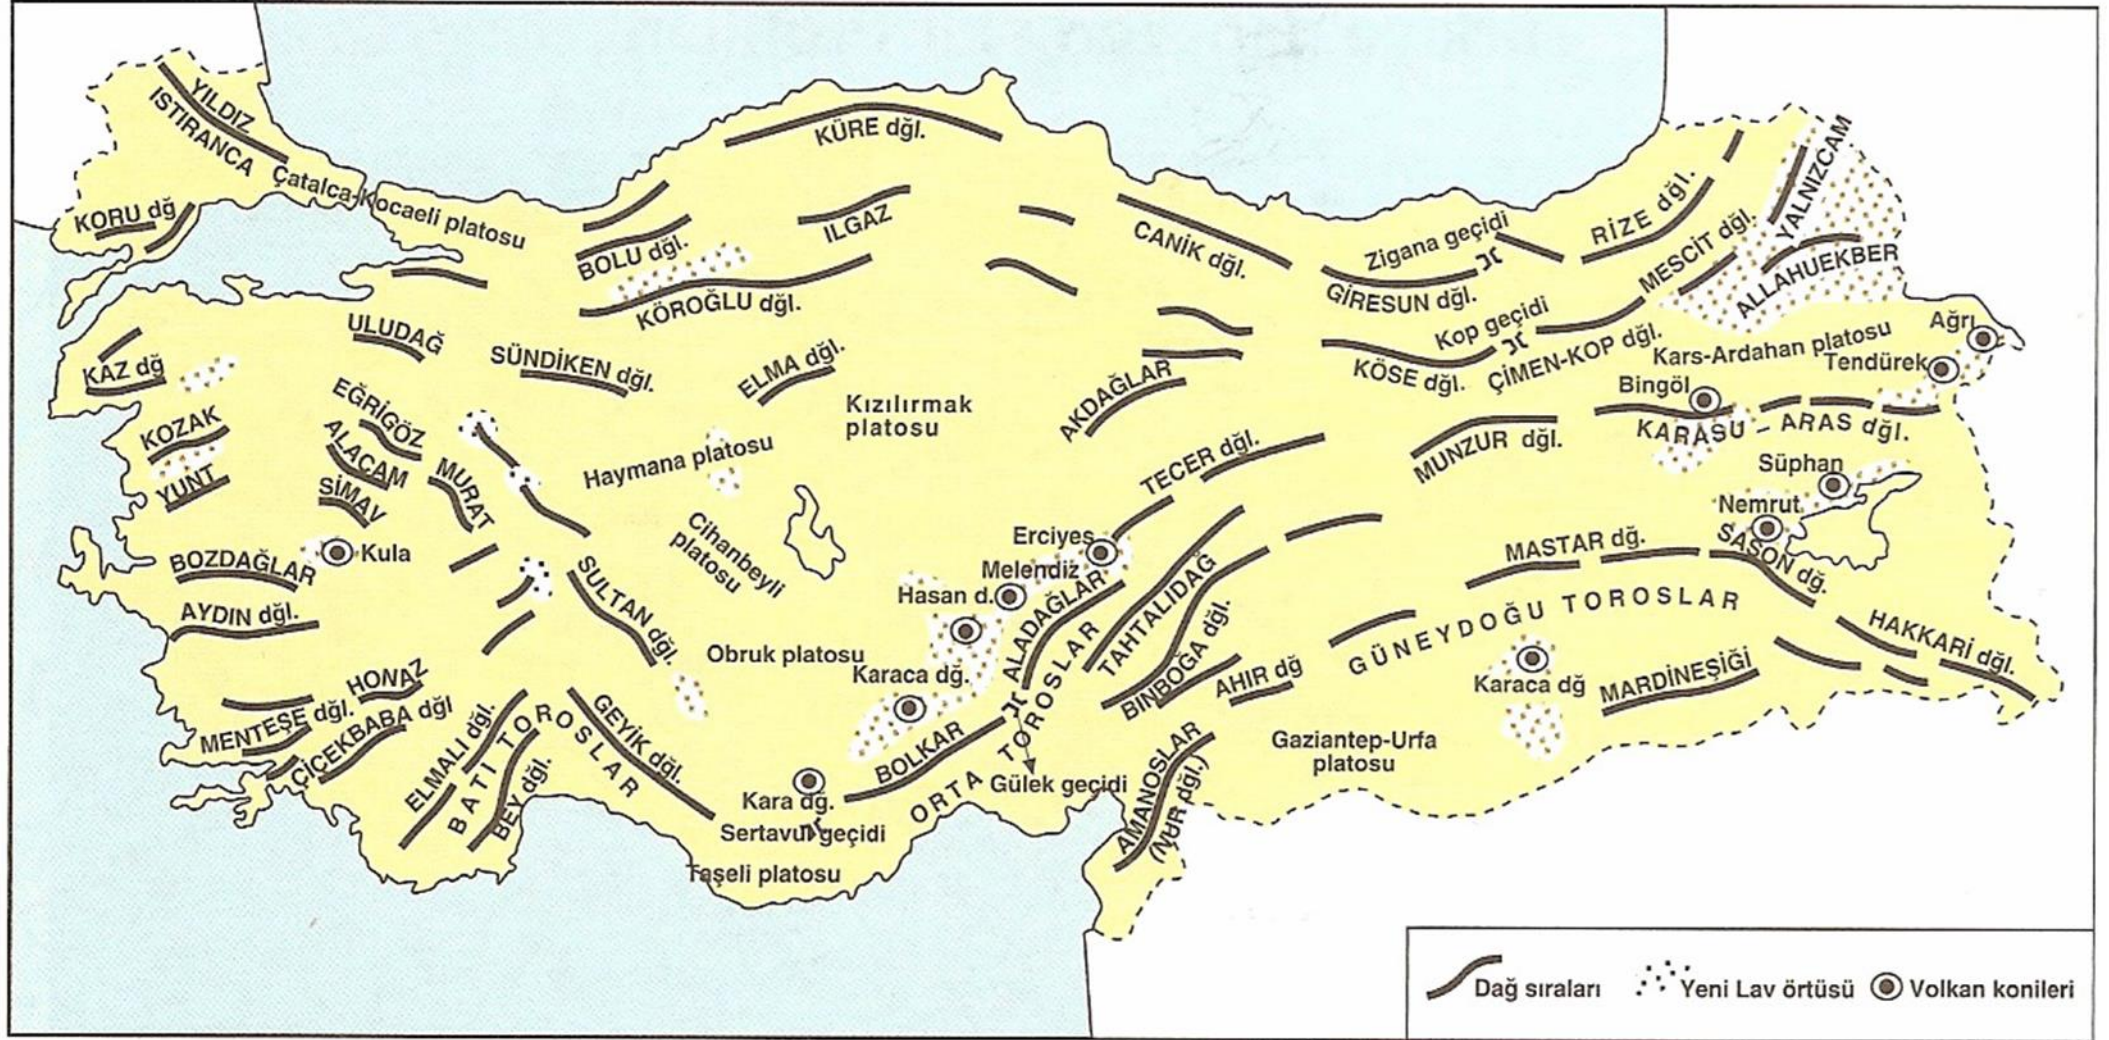 YILDIZ
ISTIRANCA
Çatalca-Kocaeli platosu
KORU dğ
KÜRE dğl.
ILGAZ
BOLU dğl.
KÖROĞLU dğl.
CANİK dğl.
Zigana geçidi
GİRESUN dğl.
RİZE dğl.
MESCİT dğl.
YALNIZCAM
ALLAHUEKBER
Kop geçidi
KÖSE dğl.
ÇİMEN-KOP dğl.
Kars-Ardahan platosu
Ağrı
Tendürek
Bingöl
KARASU - ARAS dğl.
ULUDAĞ
SÜNDİKEN dğl.
ELMA dğl.
Kızılırmak
platosu
AKDAĞLAR
KAZ dğ
KOZAK
YUNT
EĞRİGÖZ
ALAÇAM
SİMAV
MURAT
Haymana platosu
TECER dğl.
MUNZUR dğl.
Süphan
Nemrut
Cihanbeyli
platosu
Kula
BOZDAĞLAR
AYDIN dğl.
SULTAN dğl.
Erciyes
Melendiz
Hasan d.
ALADAĞLAR
TAHTALIDAĞ
BINBOĞA dğl.
MASTAR dğ.
SASON dğ.
GÜNEYDOĞU TOROSLAR
HAKKARİ dğl.
Obruk platosu
Karaca dğ.
AHIR dğ
Karaca dğ
MARDİNEŞİĞİ
HONAZ
MENTEŞE dğl.
ÇİÇEKBABA dğl
ELMALI dğl.
BATI TOROSLAR
BEY dğl.
GEYİK dğl.
BOLKAR
ORTA TOROSLAR
Gülek geçidi
Kara dğ.
Sertavul geçidi
Taşeli platosu
AMANOSLAR
(NUR dğl.)
Gaziantep-Urfa
platosu
Dağ sıraları
Yeni Lav örtüsü
Volkan konileri